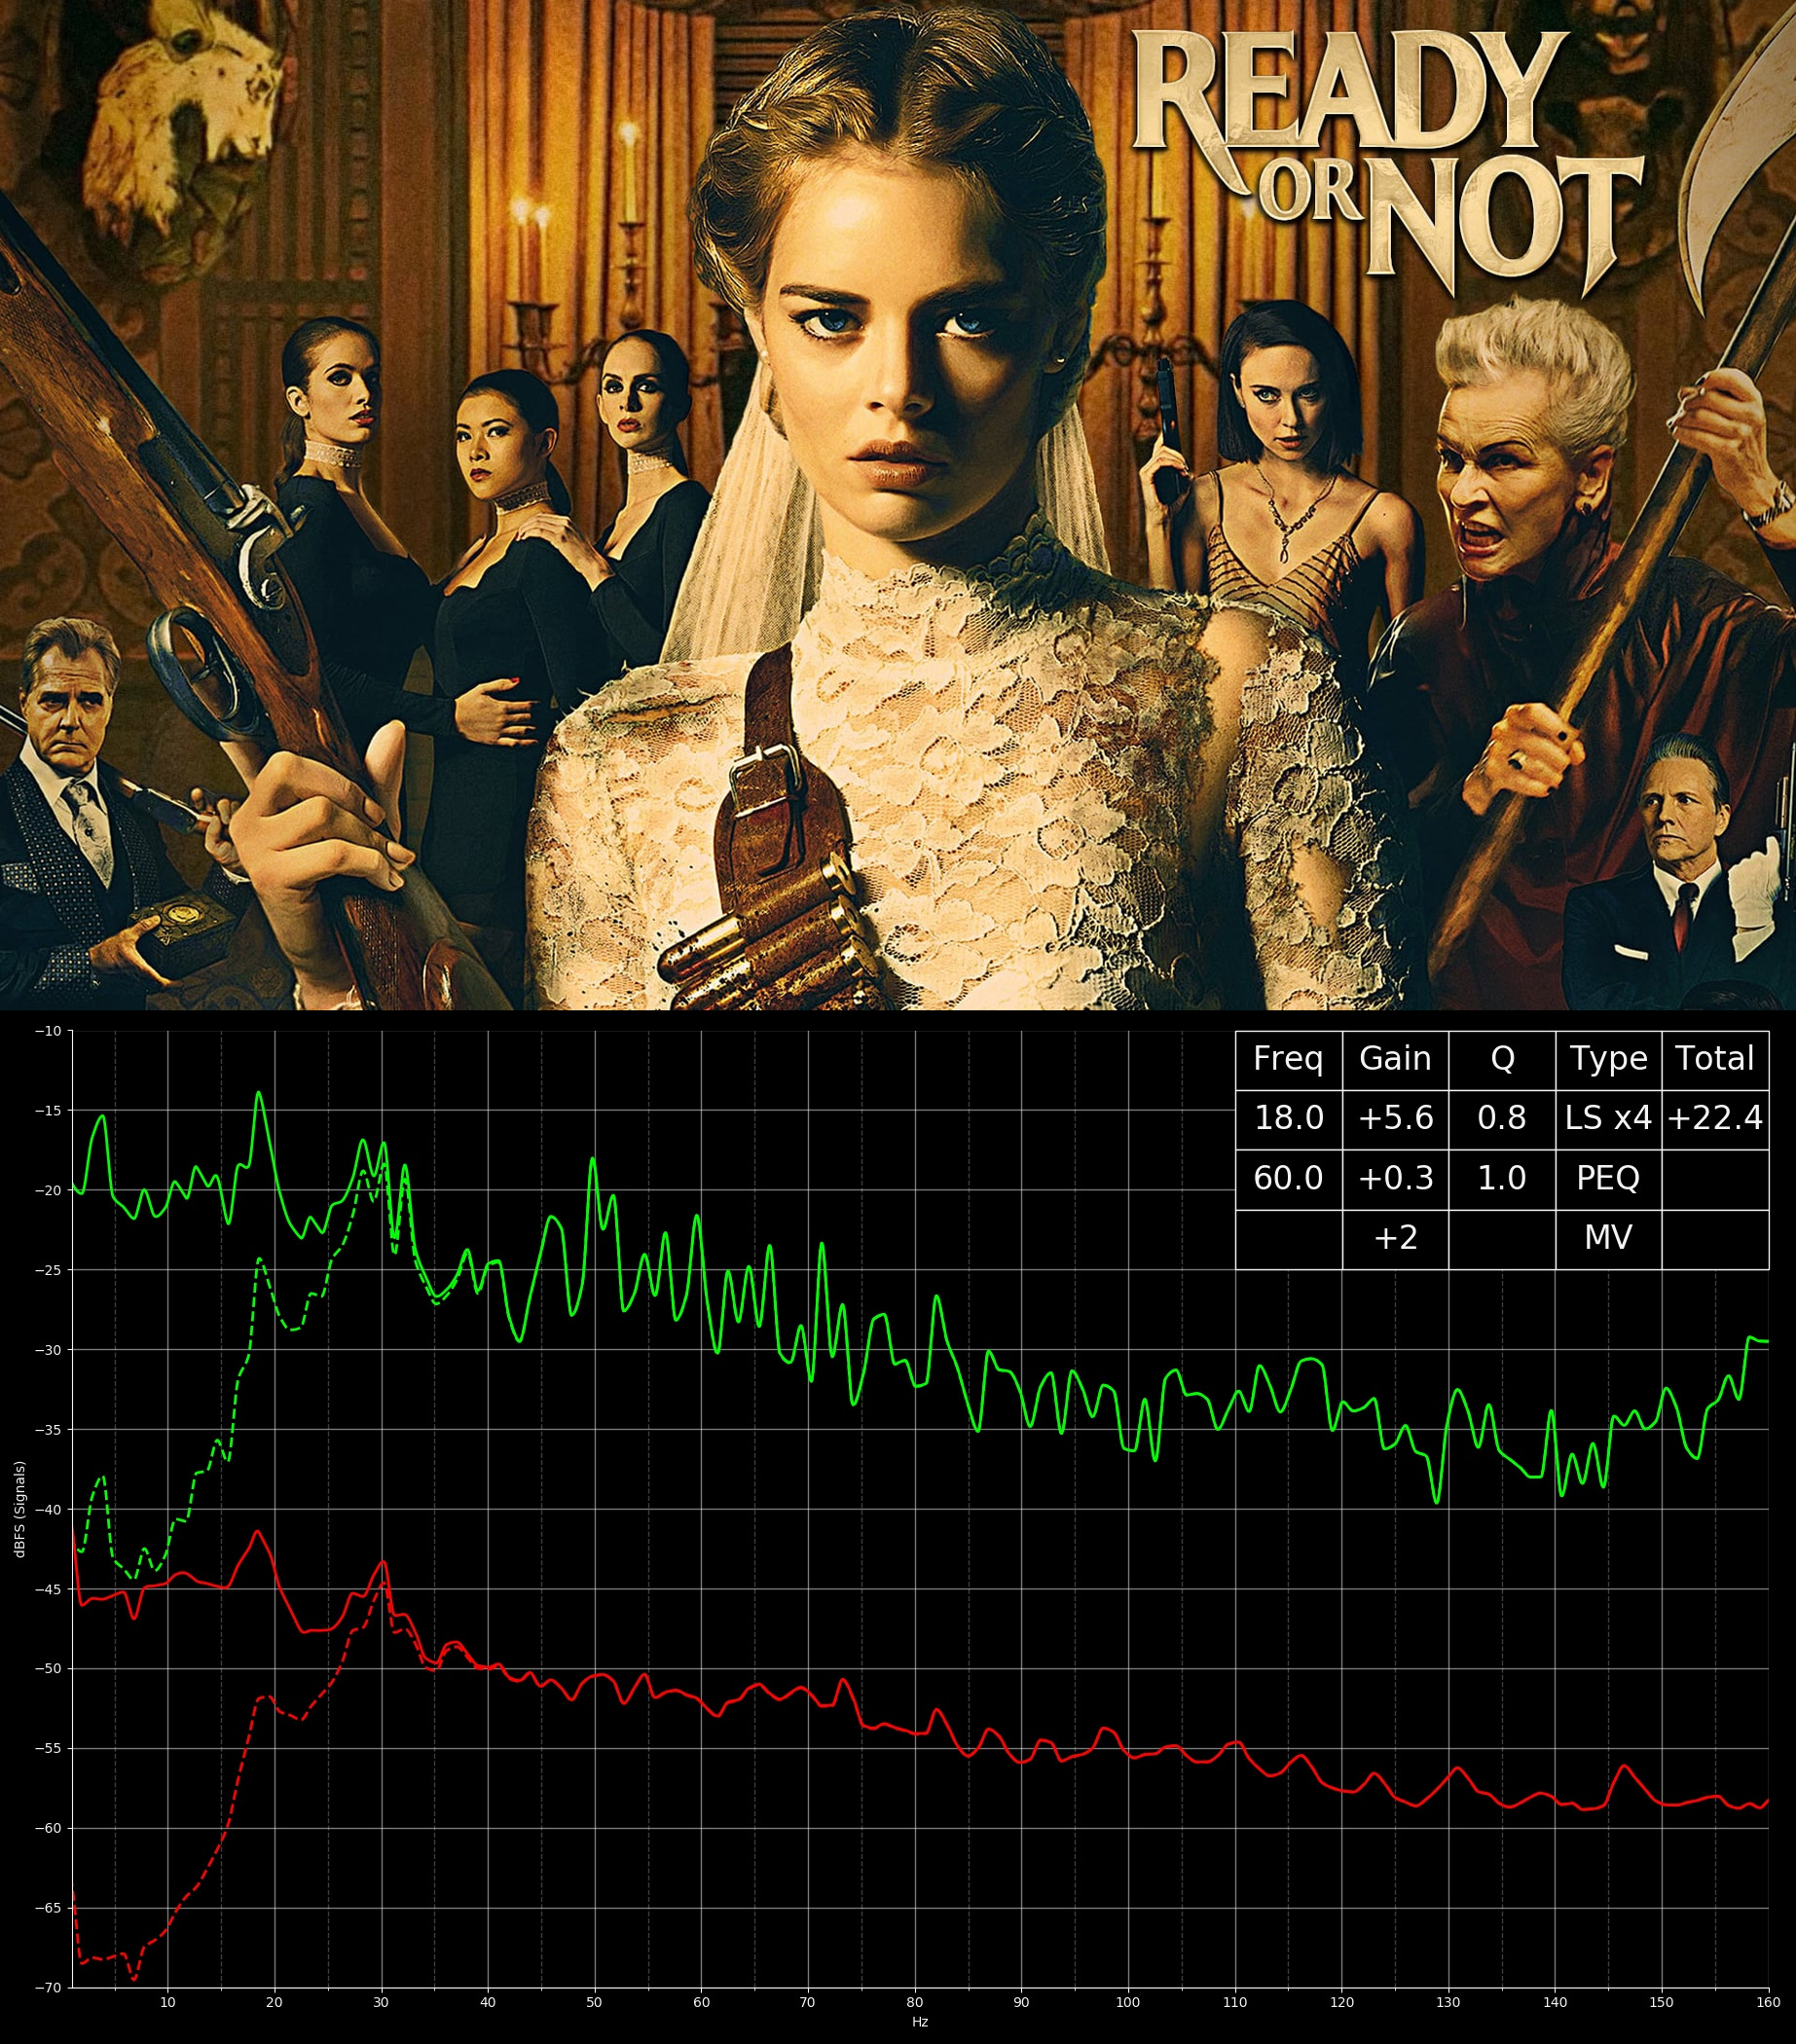 READY
OR NOT
Freq Gain Q Type Total
18.0 +5.6 0.8 LS x4 +22.4
60.0 +0.3 1.0 PEQ
+2 MV
−10
−15
−20
−25
−30
−35
−40
−45
−50
−55
−60
−65
−70
dBFS (Signals)
10 20 30 40 50 60 70 80 90 100 110 120 130 140 150 160
Hz